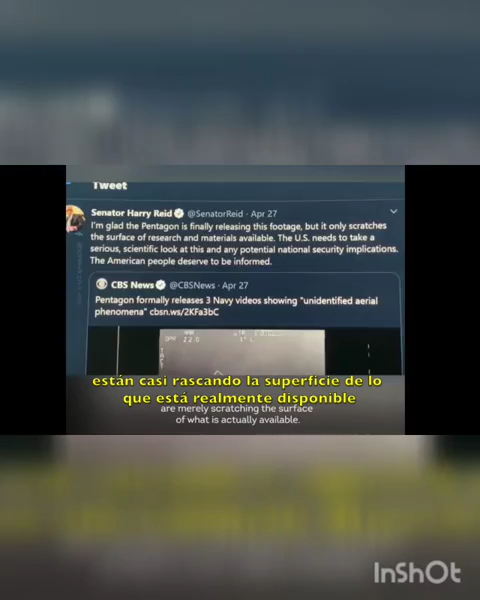 Tweet
Senator Harry Reid @SenatorReid · Apr 27
I'm glad the Pentagon is finally releasing this footage, but it only scratches
the surface of research and materials available. The U.S. needs to take a
serious, scientific look at this and any potential national security implications.
The American people deserve to be informed.
CBS News @CBSNews · Apr 27
Pentagon formally releases 3 Navy videos showing "unidentified aerial
phenomena" cbsn.ws/2KFa3bC
están casi rascando la superficie de lo
que está realmente disponible
are merely scratching the surface
of what is actually available.
InShOt